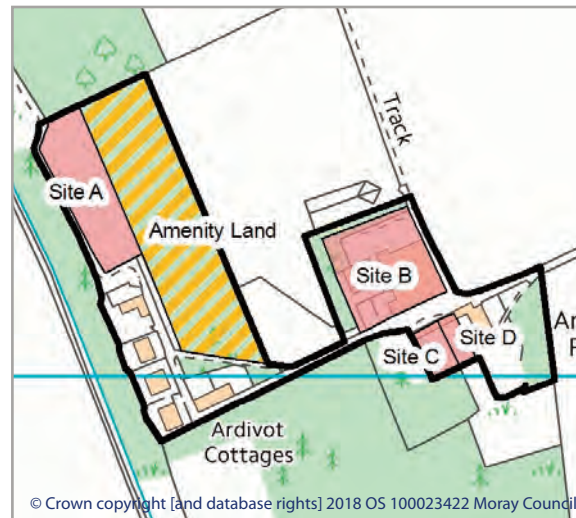 Track
Site A
Amenity Land
Site B
Site D
Site C
Ardivot
Cottages
© Crown copyright [and database rights] 2018 OS 100023422 Moray Council